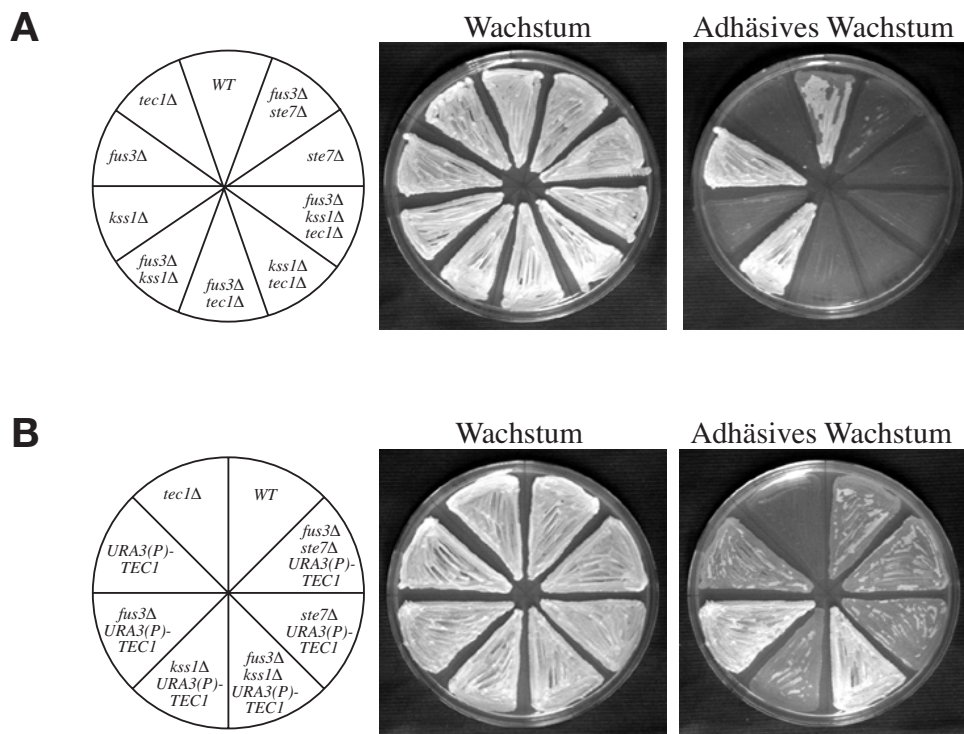 A
Wachstum
Adhäsives Wachstum
WT
tec1Δ
fus3Δ
ste7Δ
fus3Δ
ste7Δ
kss1Δ
fus3Δ
kss1Δ
tec1Δ
fus3Δ
kss1Δ
fus3Δ
tec1Δ
kss1Δ
tec1Δ
B
Wachstum
Adhäsives Wachstum
tec1Δ
WT
URA3(P)-
TEC1
fus3Δ
ste7Δ
URA3(P)-
TEC1
fus3Δ
URA3(P)-
TEC1
ste7Δ
URA3(P)-
TEC1
kss1Δ
URA3(P)-
TEC1
fus3Δ
kss1Δ
URA3(P)-
TEC1